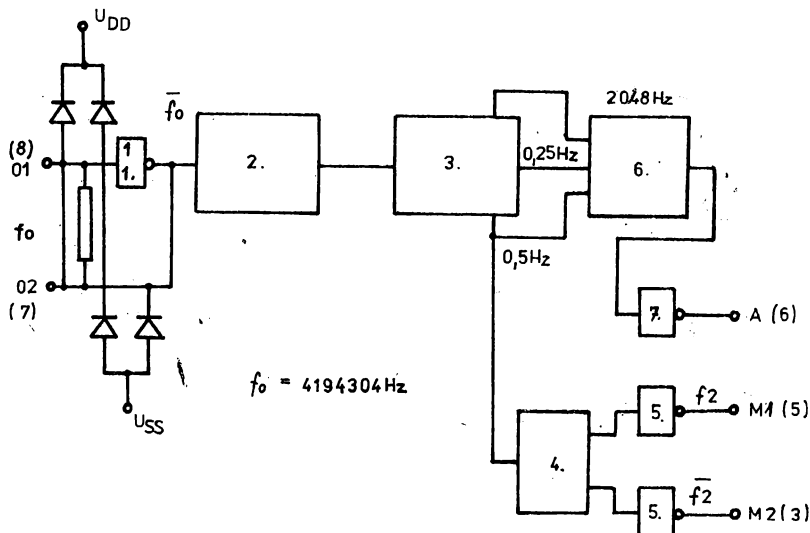 U_DD
f̅o̅
(8)
01
1
1.
2.
3.
2048Hz
0,25Hz
6.
fo
0,5Hz
02
(7)
7.
A (6)
fo = 4194304Hz
U_SS
5.
f2
M1 (5)
4.
5.
f̅2̅
M2(3)